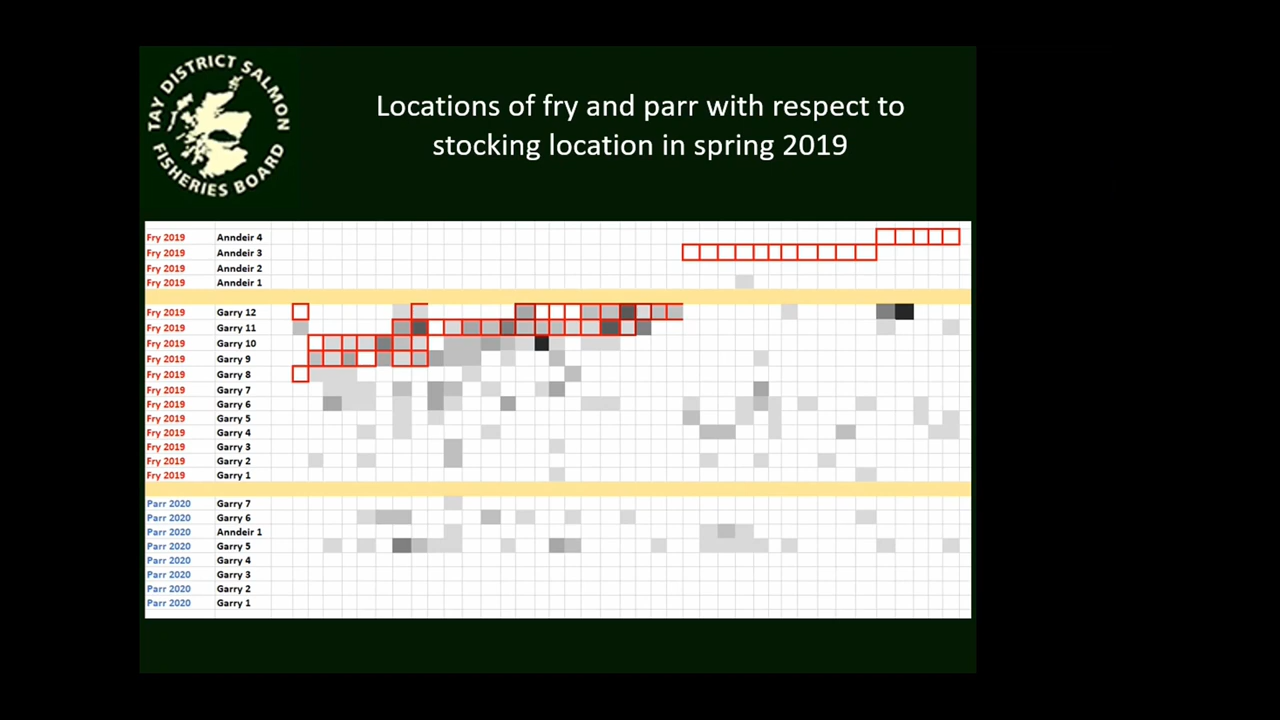 TAY DISTRICT SALMON
FISHERIES BOARD
Locations of fry and parr with respect to
stocking location in spring 2019
Fry 2019 Anndeir 4
Fry 2019 Anndeir 3
Fry 2019 Anndeir 2
Fry 2019 Anndeir 1
Fry 2019 Garry 12
Fry 2019 Garry 11
Fry 2019 Garry 10
Fry 2019 Garry 9
Fry 2019 Garry 8
Fry 2019 Garry 7
Fry 2019 Garry 6
Fry 2019 Garry 5
Fry 2019 Garry 4
Fry 2019 Garry 3
Fry 2019 Garry 2
Fry 2019 Garry 1
Parr 2020 Garry 7
Parr 2020 Garry 6
Parr 2020 Anndeir 1
Parr 2020 Garry 5
Parr 2020 Garry 4
Parr 2020 Garry 3
Parr 2020 Garry 2
Parr 2020 Garry 1